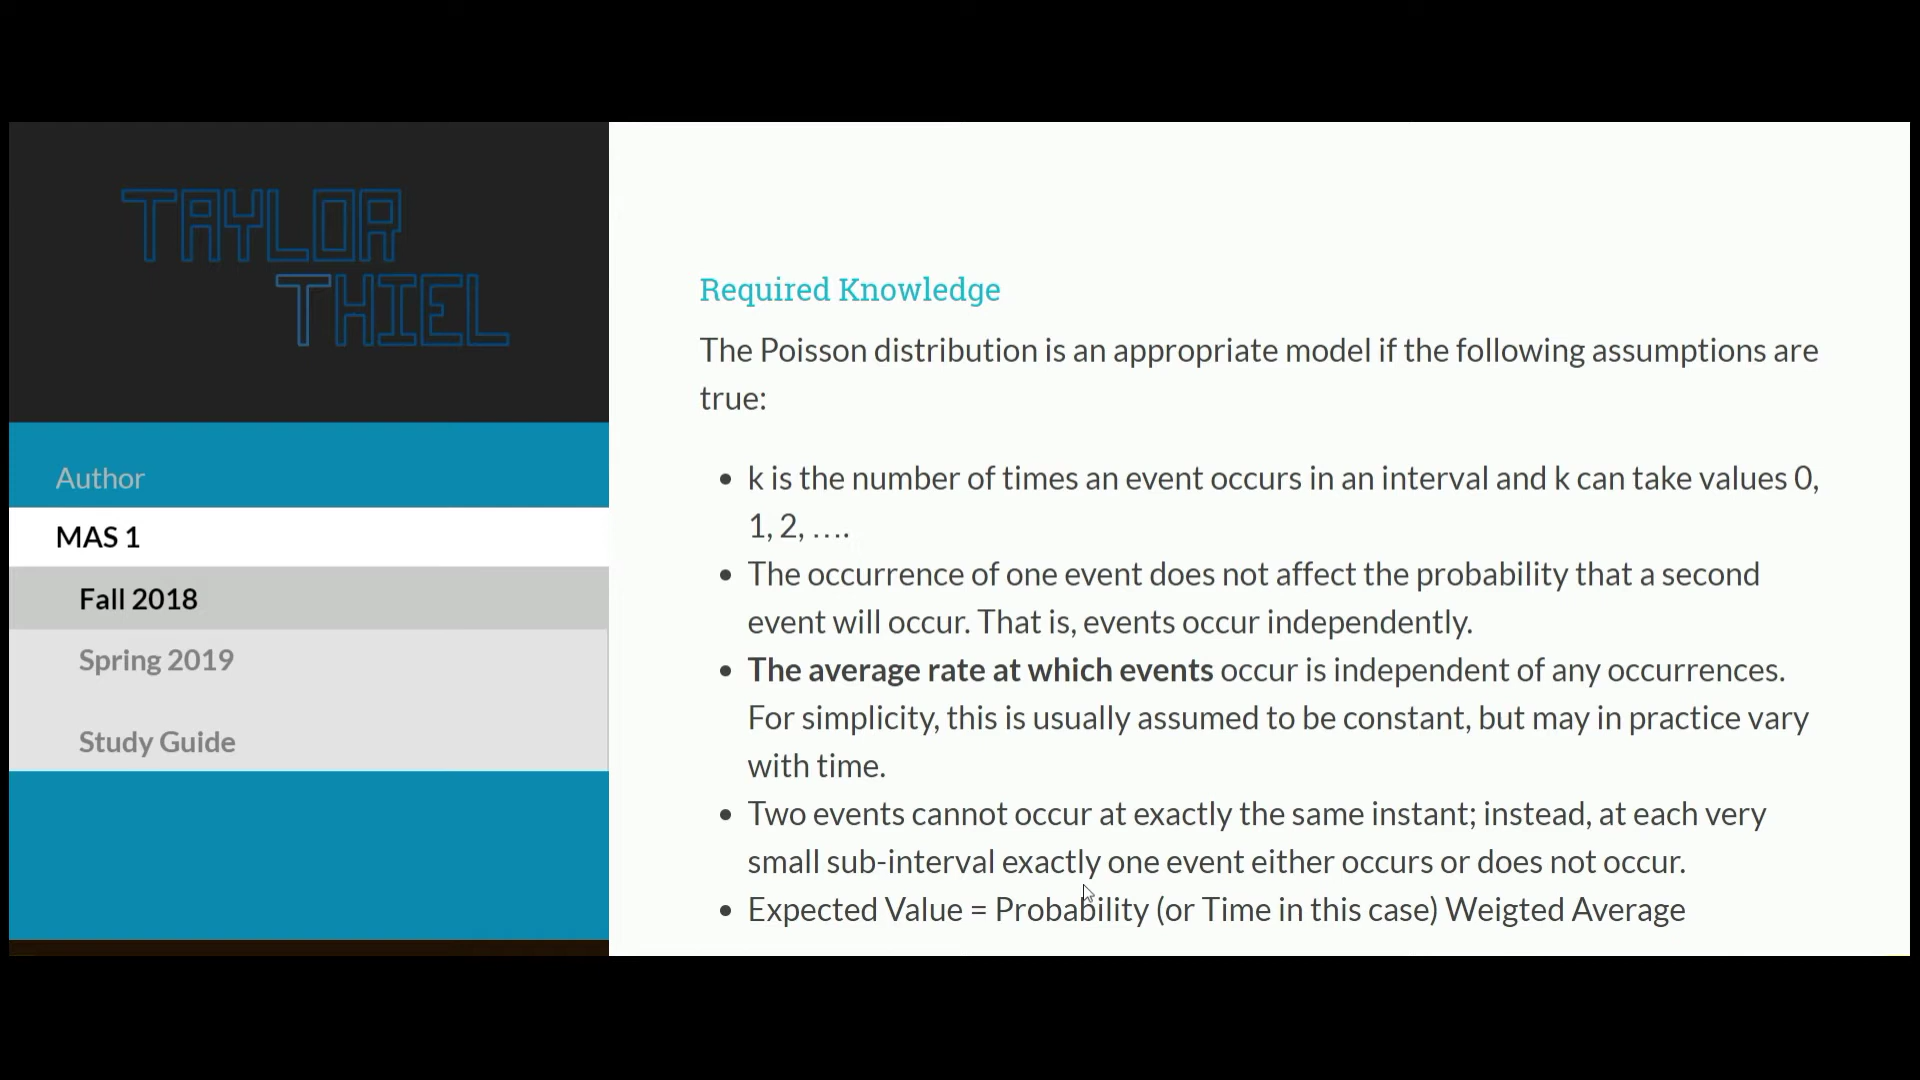 TAYLOR
THIEL
Author
MAS 1
Fall 2018
Spring 2019
Study Guide
Required Knowledge
The Poisson distribution is an appropriate model if the following assumptions are
true:
• k is the number of times an event occurs in an interval and k can take values 0,
1, 2, ….
• The occurrence of one event does not affect the probability that a second
event will occur. That is, events occur independently.
• The average rate at which events occur is independent of any occurrences.
For simplicity, this is usually assumed to be constant, but may in practice vary
with time.
• Two events cannot occur at exactly the same instant; instead, at each very
small sub-interval exactly one event either occurs or does not occur.
• Expected Value = Probability (or Time in this case) Weigted Average